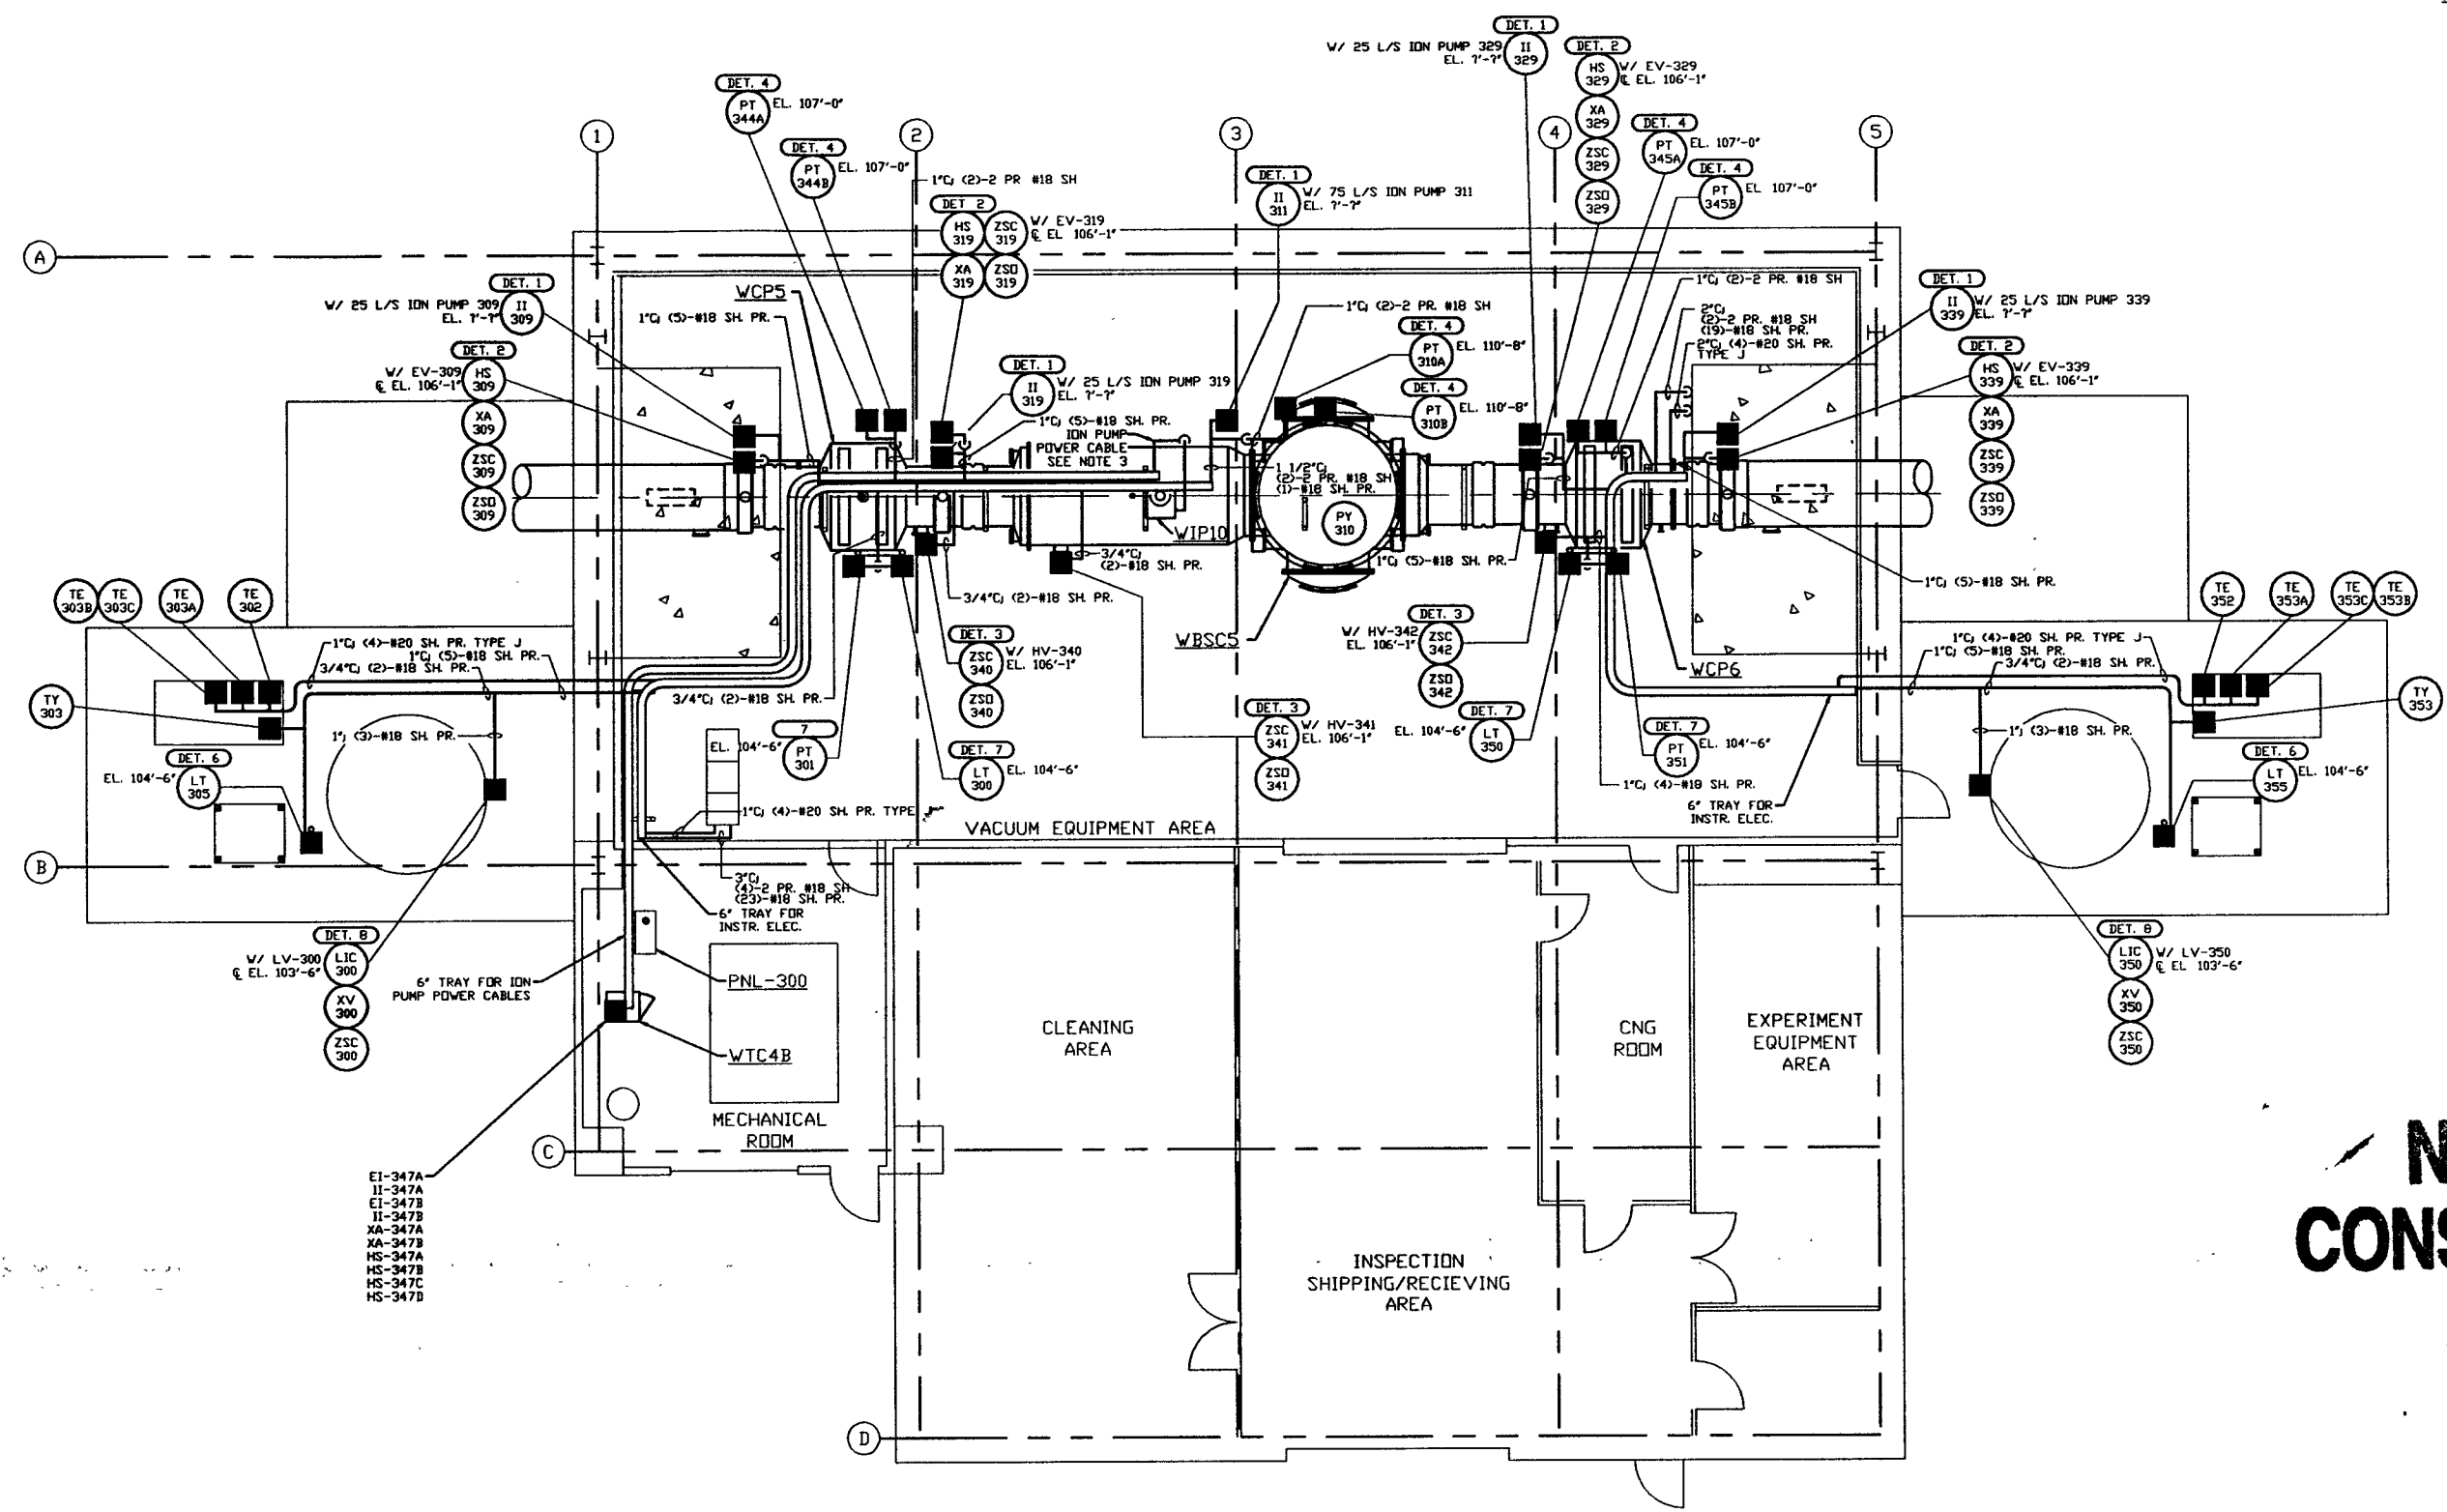 DET. 1
W/ 25 L/S ION PUMP 329
EL. ?'-?"
II
329
DET. 2
HS
329
W/ EV-329
℄ EL. 106'-1"
XA
329
ZSC
329
ZSO
329
DET. 4
PT
344A
EL. 107'-0"
DET. 4
PT
344B
EL. 107'-0"
DET. 4
PT
345A
EL. 107'-0"
DET. 4
PT
345B
EL 107'-0"
1
2
3
4
5
1"C; (2)-2 PR #18 SH
DET 2
HS
319
ZSC
319
W/ EV-319
℄ EL 106'-1"
XA
319
ZSO
319
DET. 1
II
311
W/ 75 L/S ION PUMP 311
EL. ?'-?"
A
DET. 1
W/ 25 L/S ION PUMP 309
EL. ?'-?"
II
309
WCP5
1"C; (5)-#18 SH. PR.
1"C; (2)-2 PR. #18 SH
DET. 4
PT
310A
EL. 110'-8"
DET. 4
PT
310B
EL. 110'-8"
1"C; (2)-2 PR. #18 SH
2"C;
(2)-2 PR. #18 SH
(19)-#18 SH. PR.
2"C; (4)-#20 SH. PR.
TYPE J
DET. 1
II
339
W/ 25 L/S ION PUMP 339
EL. ?'-?"
DET. 2
W/ EV-309
℄ EL. 106'-1"
HS
309
XA
309
ZSC
309
ZSO
309
DET. 1
II
319
W/ 25 L/S ION PUMP 319
EL. ?'-?"
1"C; (5)-#18 SH. PR.
ION PUMP
POWER CABLE
SEE NOTE 3
1 1/2"C;
(2)-2 PR. #18 SH
(1)-#18 SH. PR.
DET. 2
HS
339
W/ EV-339
℄ EL. 106'-1"
XA
339
ZSC
339
ZSO
339
PY
310
WIP10
3/4"C;
(2)-#18 SH. PR.
1"C; (5)-#18 SH. PR.
1"C; (5)-#18 SH. PR.
3/4"C; (2)-#18 SH. PR.
WBSC5
WCP6
TE
303B
TE
303C
TE
303A
TE
302
1"C; (4)-#20 SH. PR. TYPE J
1"C; (5)-#18 SH. PR.
3/4"C; (2)-#18 SH. PR.
TY
303
1"; (3)-#18 SH. PR.
DET. 6
EL. 104'-6"
LT
305
3/4"C; (2)-#18 SH. PR.
DET. 3
ZSC
340
W/ HV-340
EL. 106'-1"
ZSO
340
DET. 3
W/ HV-342
EL. 106'-1"
ZSC
342
ZSO
342
TE
352
TE
353A
TE
353C
TE
353B
1"C; (4)-#20 SH. PR. TYPE J
1"C; (5)-#18 SH. PR.
3/4"C; (2)-#18 SH. PR.
TY
353
1"; (3)-#18 SH. PR.
DET. 6
LT
355
EL. 104'-6"
EL. 104'-6"
7
PT
301
DET. 7
LT
300
EL. 104'-6"
DET. 3
ZSC
341
W/ HV-341
EL. 106'-1"
ZSO
341
DET. 7
EL. 104'-6"
LT
350
DET. 7
PT
351
EL. 104'-6"
1"C; (4)-#18 SH. PR.
6" TRAY FOR
INSTR. ELEC.
1"C; (4)-#20 SH. PR. TYPE
VACUUM EQUIPMENT AREA
B
3"C;
(4)-2 PR. #18 SH
(23)-#18 SH. PR.
6" TRAY FOR
INSTR. ELEC.
DET. 8
W/ LV-300
℄ EL. 103'-6"
LIC
300
XV
300
ZSC
300
6" TRAY FOR ION
PUMP POWER CABLES
PNL-300
WTC4B
DET. 8
LIC
350
W/ LV-350
℄ EL 103'-6"
XV
350
ZSC
350
CLEANING
AREA
CNG
ROOM
EXPERIMENT
EQUIPMENT
AREA
MECHANICAL
ROOM
C
EI-347A
II-347A
EI-347B
II-347B
XA-347A
XA-347B
HS-347A
HS-347B
HS-347C
HS-347D
INSPECTION
SHIPPING/RECIEVING
AREA
D
N
CONS